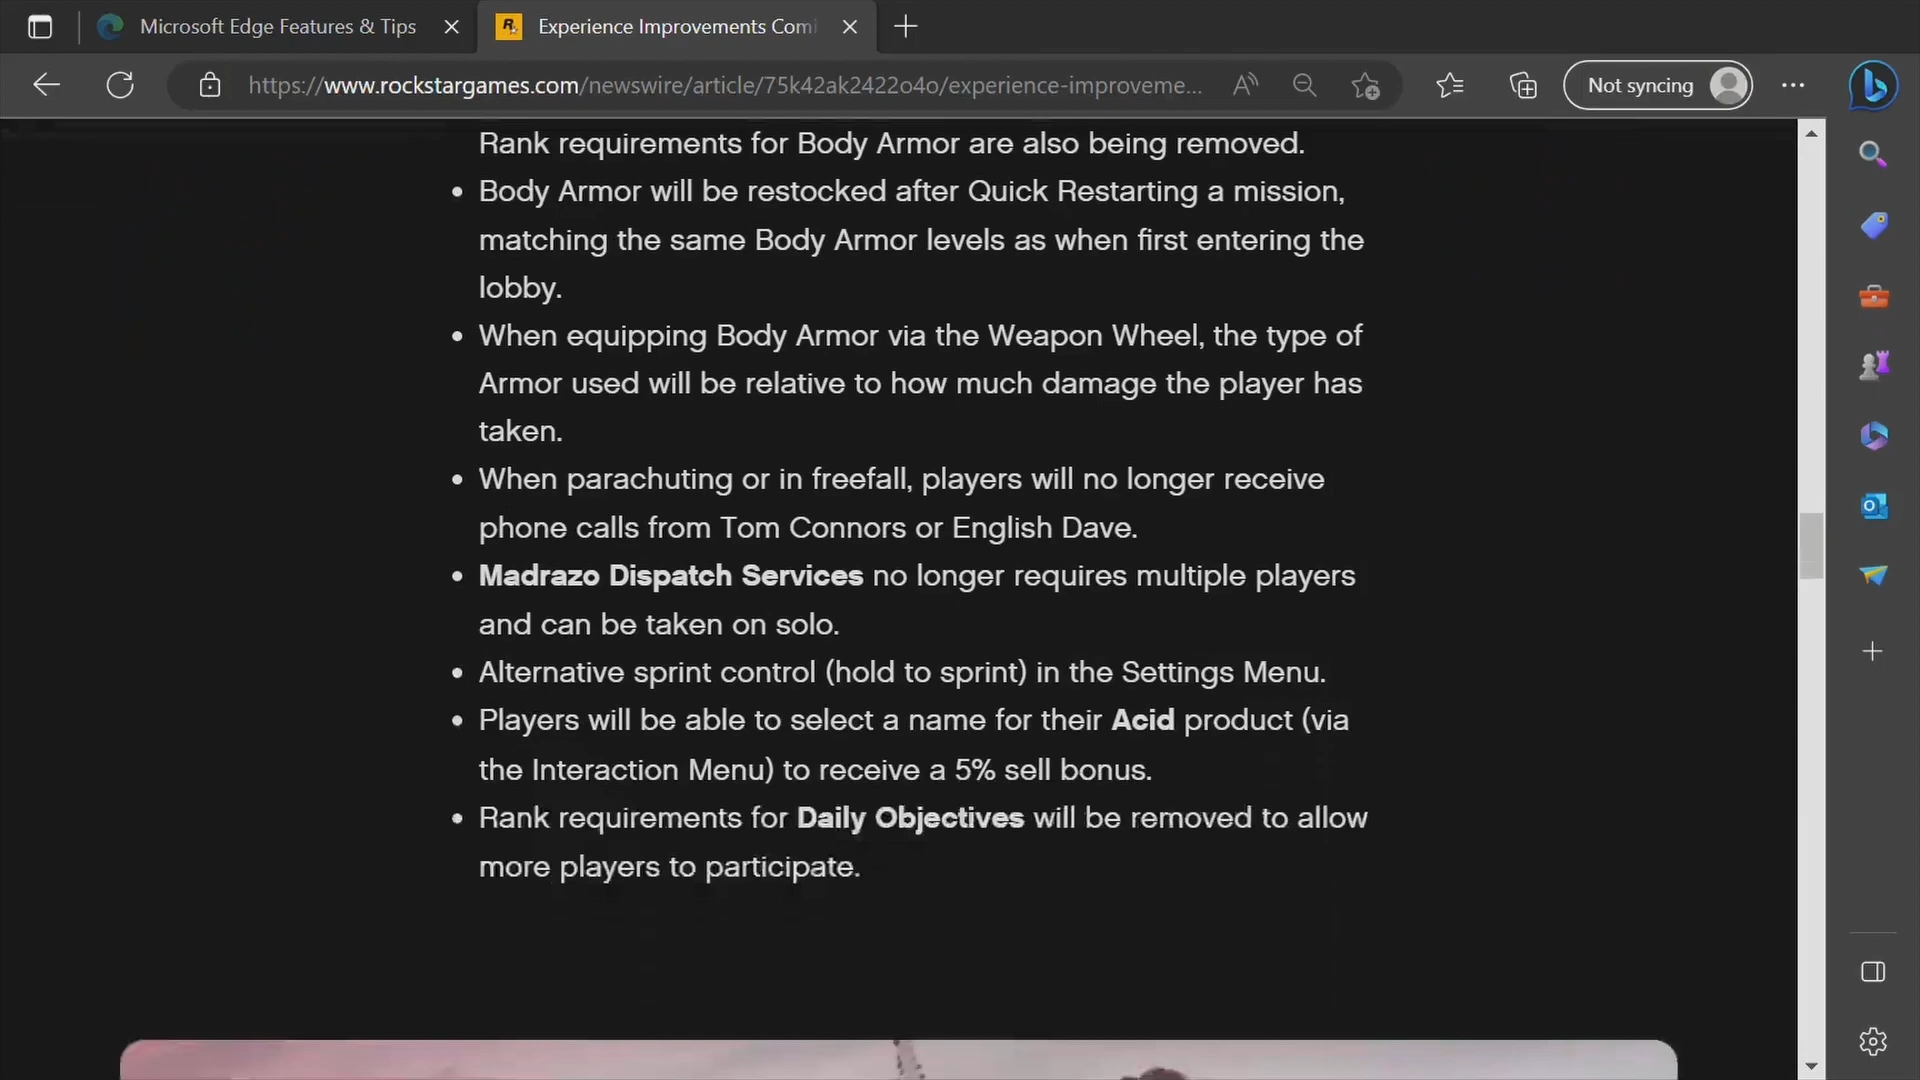 Microsoft Edge Features & Tips
Experience Improvements Com
https://www.rockstargames.com/newswire/article/75k42ak2422o4o/experience-improveme...
Not syncing
Rank requirements for Body Armor are also being removed.
• Body Armor will be restocked after Quick Restarting a mission,
matching the same Body Armor levels as when first entering the
lobby.
• When equipping Body Armor via the Weapon Wheel, the type of
Armor used will be relative to how much damage the player has
taken.
• When parachuting or in freefall, players will no longer receive
phone calls from Tom Connors or English Dave.
• Madrazo Dispatch Services no longer requires multiple players
and can be taken on solo.
• Alternative sprint control (hold to sprint) in the Settings Menu.
• Players will be able to select a name for their Acid product (via
the Interaction Menu) to receive a 5% sell bonus.
• Rank requirements for Daily Objectives will be removed to allow
more players to participate.